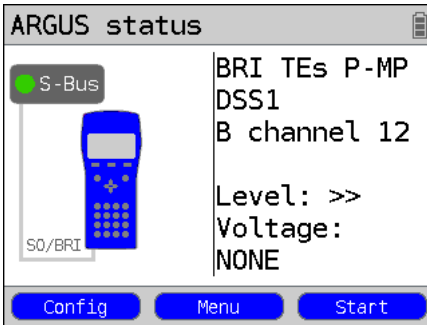 ARGUS status
S-Bus
S0/BRI
BRI TEs P-MP
DSS1
B channel 12
Level: >>
Voltage:
NONE
Config
Menu
Start